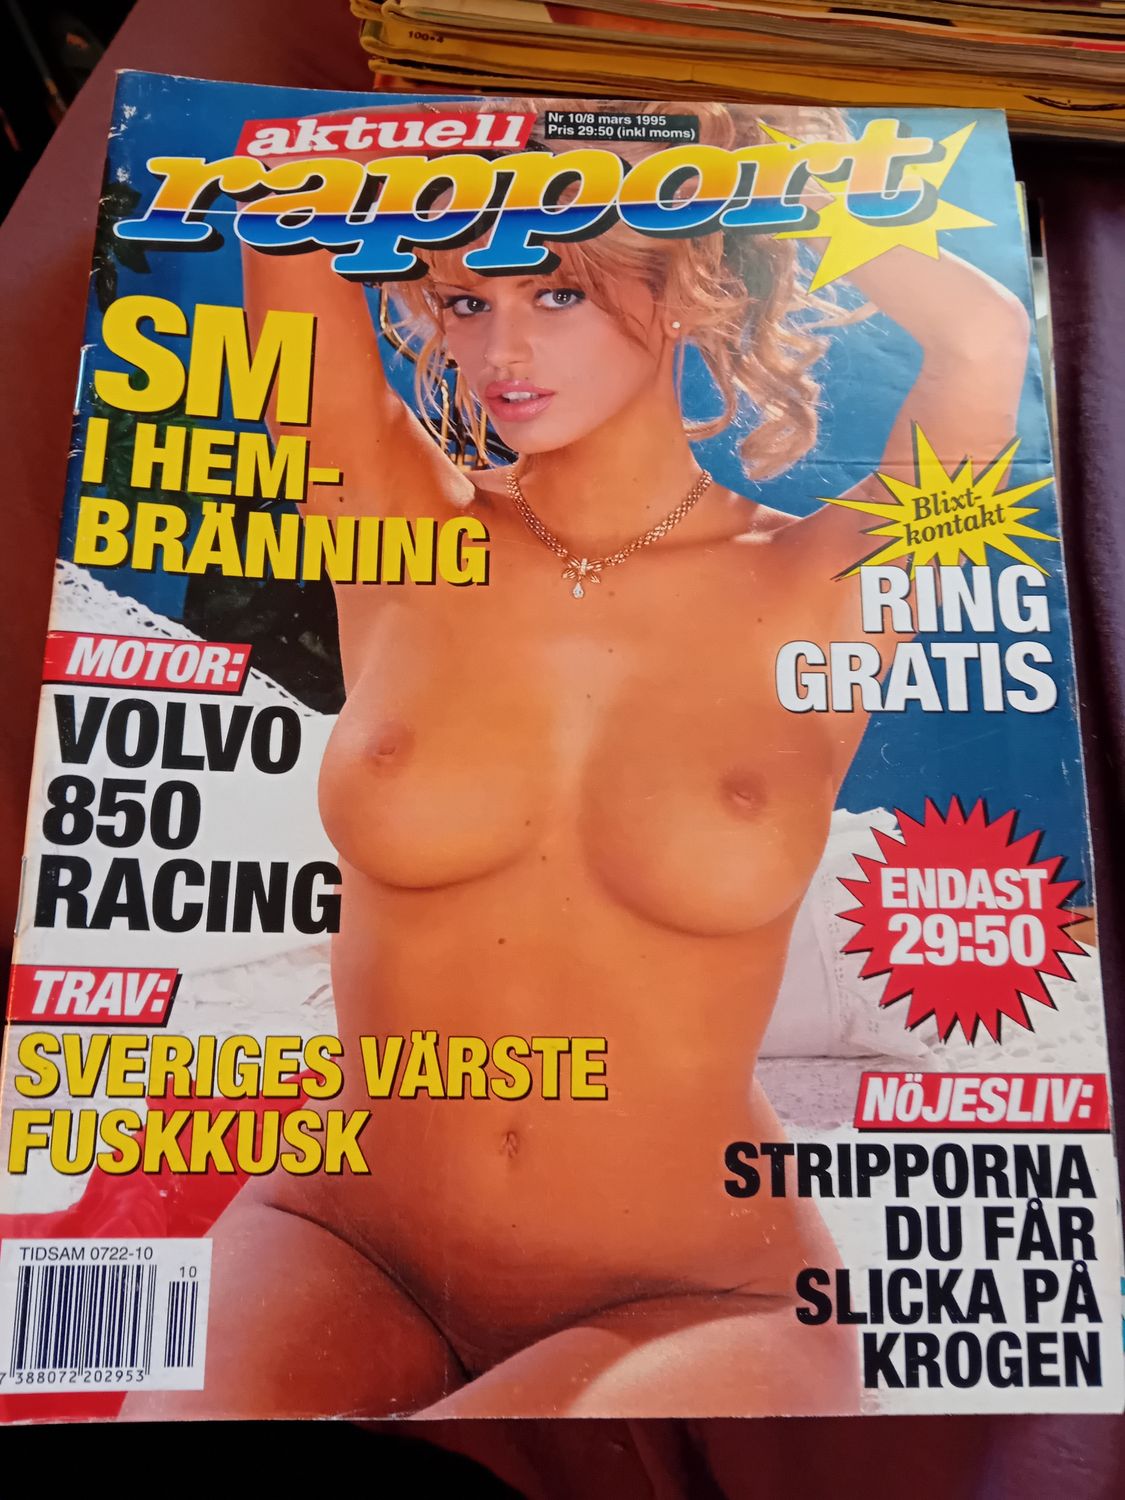 100-4
aktuell
rapport
Nr 10/8 mars 1995
Pris 29:50 (inkl moms)
SM
I HEM-
BRÄNNING
Blixt-
kontakt
RING
GRATIS
MOTOR:
VOLVO
850
RACING
ENDAST
29:50
TRAV:
SVERIGES VÄRSTE
FUSKKUSK
NÖJESLIV:
STRIPPORNA
DU FÅR
SLICKA PÅ
KROGEN
TIDSAM 0722-10
10
7 388072 202953